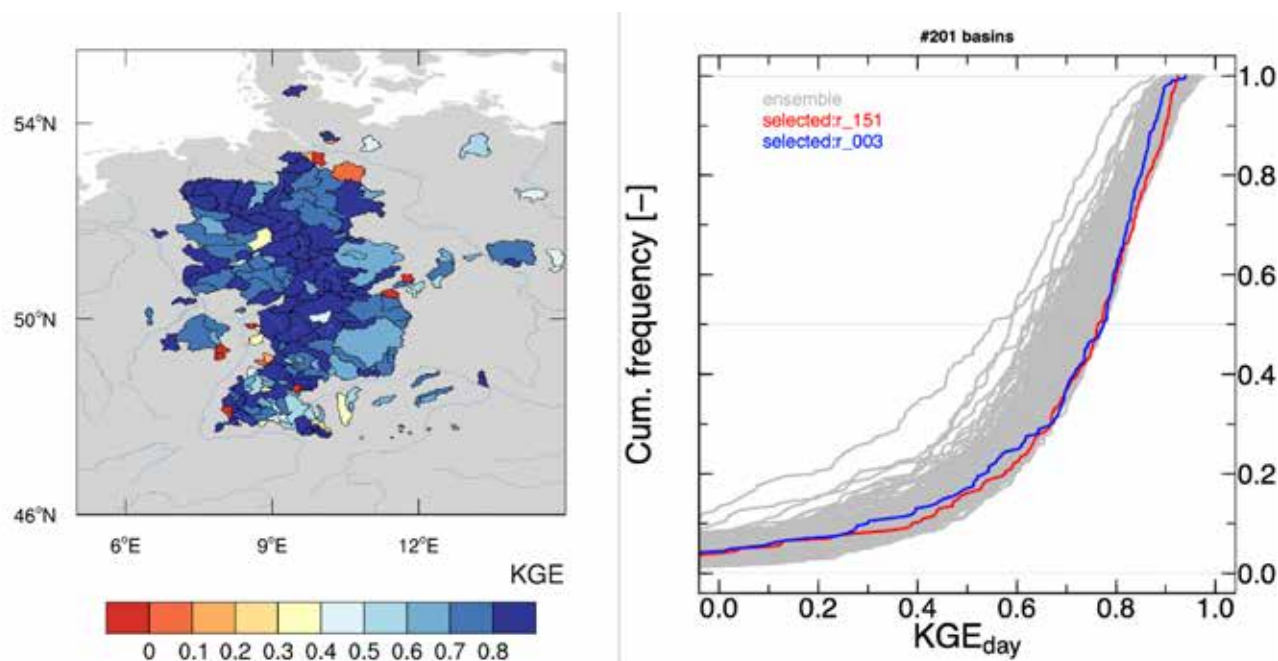 54°N
50°N
46°N
6°E 9°E 12°E
KGE
0 0.1 0.2 0.3 0.4 0.5 0.6 0.7 0.8
#201 basins
ensemble
selected:r_151
selected:r_003
Cum. frequency [−]
1.0
0.8
0.6
0.4
0.2
0.0
0.0 0.2 0.4 0.6 0.8 1.0
KGEday